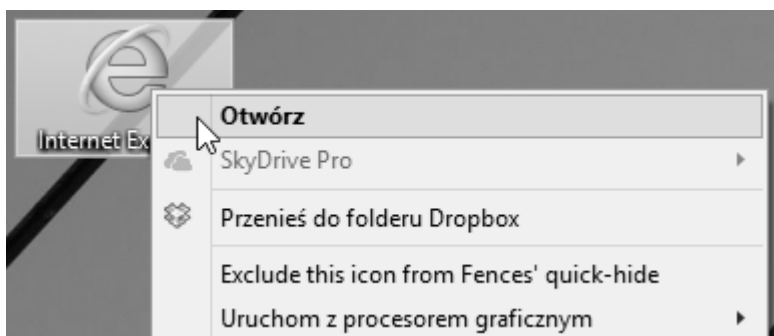 Internet Ex
Otwórz
SkyDrive Pro
Przenieś do folderu Dropbox
Exclude this icon from Fences' quick-hide
Uruchom z procesorem graficznym